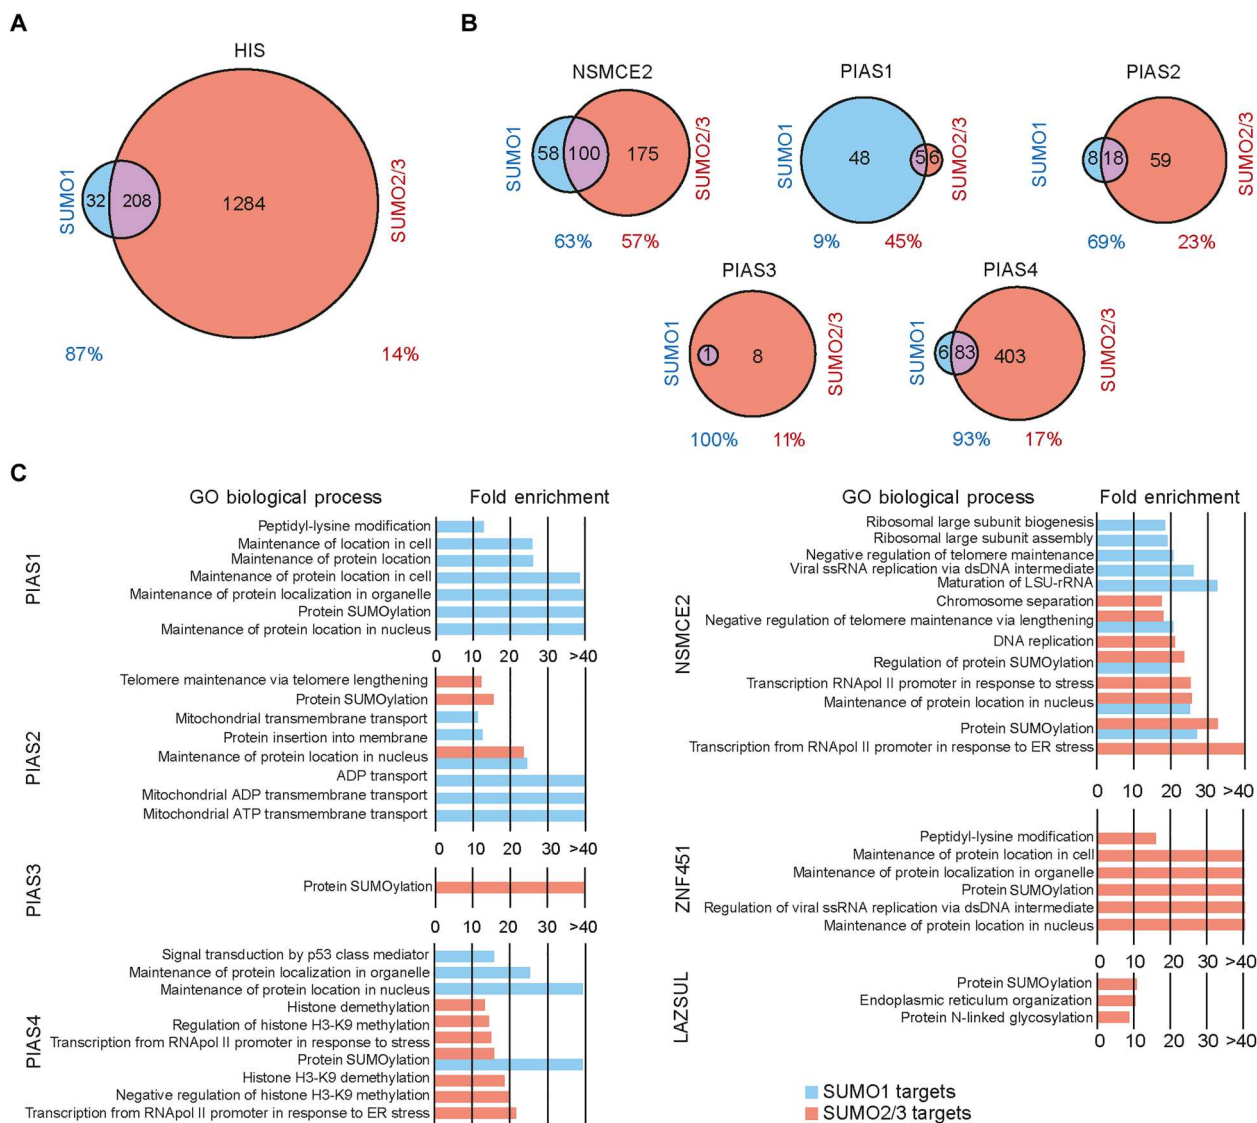 A
HIS
SUMO1
32
208
1284
SUMO2/3
87%
14%
B
NSMCE2
SUMO1
58
100
175
SUMO2/3
63%
57%
PIAS1
SUMO1
48
5
6
SUMO2/3
9%
45%
PIAS2
SUMO1
8
18
59
SUMO2/3
69%
23%
PIAS3
SUMO1
1
8
SUMO2/3
100%
11%
PIAS4
SUMO1
6
83
403
SUMO2/3
93%
17%
C
GO biological process Fold enrichment
PIAS1
Peptidyl-lysine modification
Maintenance of location in cell
Maintenance of protein location
Maintenance of protein location in cell
Maintenance of protein localization in organelle
Protein SUMOylation
Maintenance of protein location in nucleus
0 10 20 30 >40
PIAS2
Telomere maintenance via telomere lengthening
Protein SUMOylation
Mitochondrial transmembrane transport
Protein insertion into membrane
Maintenance of protein location in nucleus
ADP transport
Mitochondrial ADP transmembrane transport
Mitochondrial ATP transmembrane transport
0 10 20 30 >40
PIAS3
Protein SUMOylation
0 10 20 30 >40
PIAS4
Signal transduction by p53 class mediator
Maintenance of protein localization in organelle
Maintenance of protein location in nucleus
Histone demethylation
Regulation of histone H3-K9 methylation
Transcription from RNApol II promoter in response to stress
Protein SUMOylation
Histone H3-K9 demethylation
Negative regulation of histone H3-K9 methylation
Transcription from RNApol II promoter in response to ER stress
GO biological process Fold enrichment
NSMCE2
Ribosomal large subunit biogenesis
Ribosomal large subunit assembly
Negative regulation of telomere maintenance
Viral ssRNA replication via dsDNA intermediate
Maturation of LSU-rRNA
Chromosome separation
Negative regulation of telomere maintenance via lengthening
DNA replication
Regulation of protein SUMOylation
Transcription RNApol II promoter in response to stress
Maintenance of protein location in nucleus
Protein SUMOylation
Transcription from RNApol II promoter in response to ER stress
0 10 20 30 >40
ZNF451
Peptidyl-lysine modification
Maintenance of protein location in cell
Maintenance of protein localization in organelle
Protein SUMOylation
Regulation of viral ssRNA replication via dsDNA intermediate
Maintenance of protein location in nucleus
0 10 20 30 >40
LAZSUL
Protein SUMOylation
Endoplasmic reticulum organization
Protein N-linked glycosylation
0 10 20 30 >40
SUMO1 targets
SUMO2/3 targets